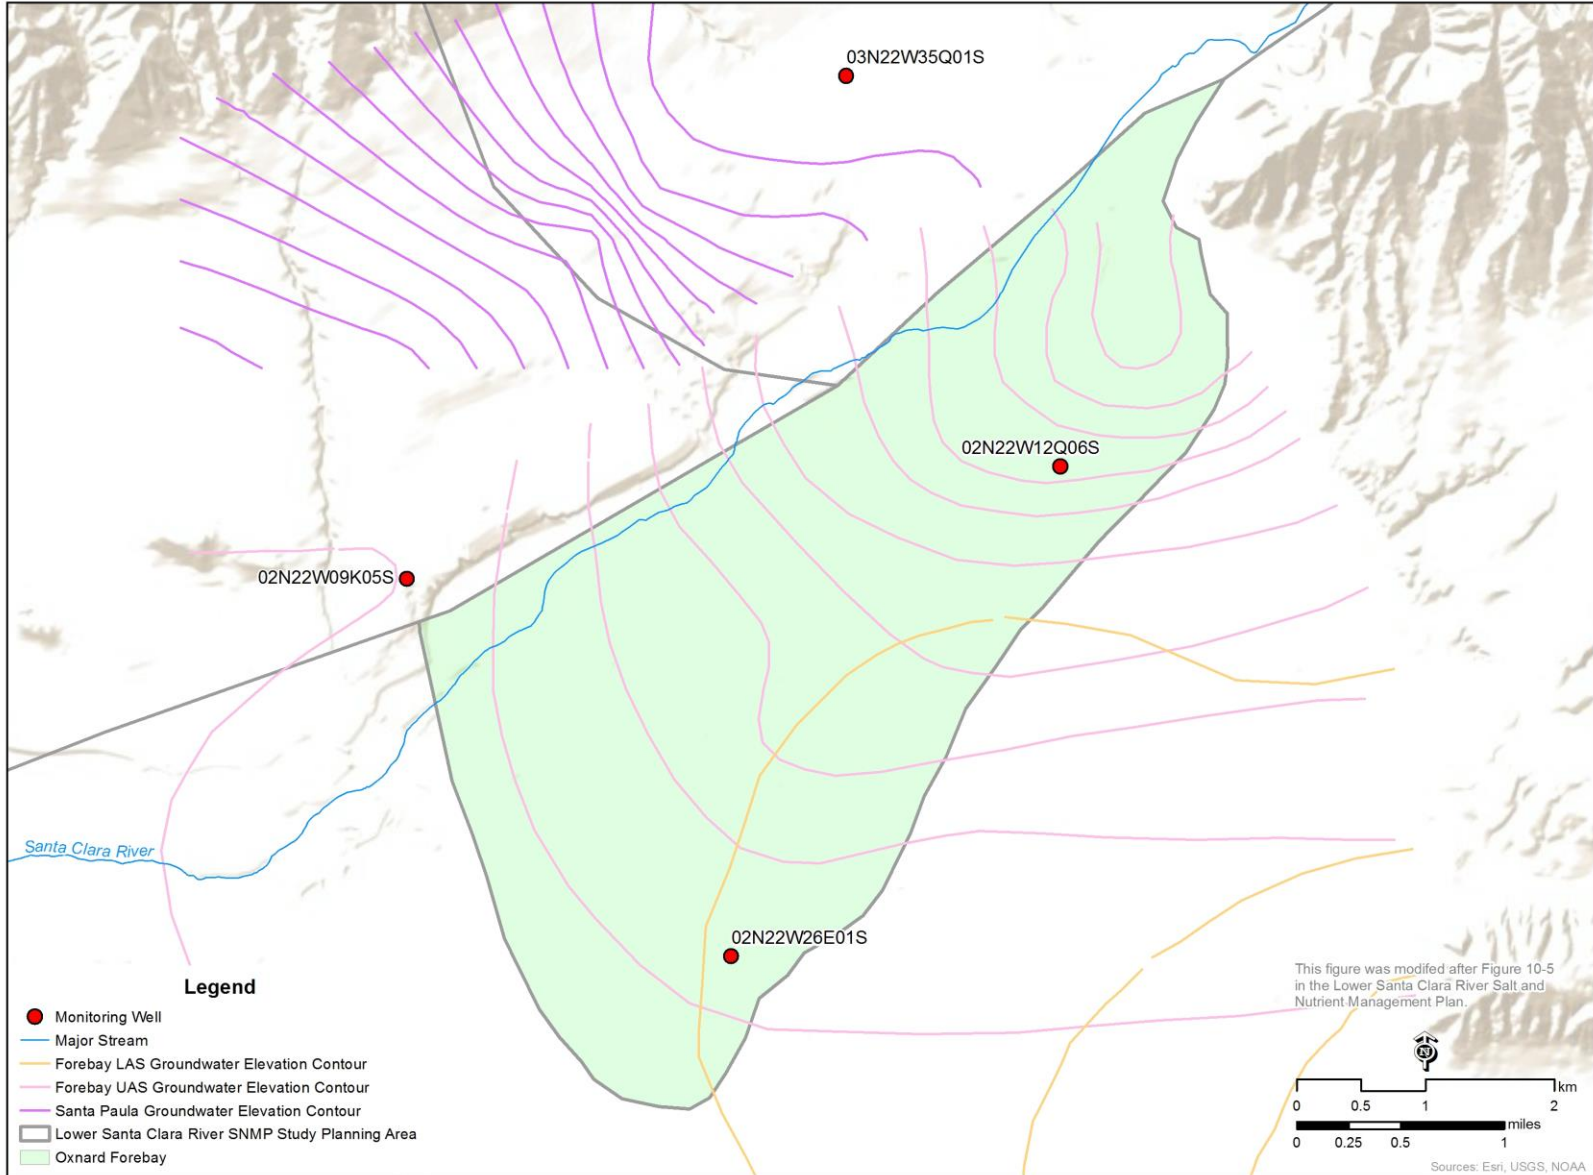 03N22W35Q01S
02N22W12Q06S
02N22W09K05S
Santa Clara River
02N22W26E01S
Legend
Monitoring Well
Major Stream
Forebay LAS Groundwater Elevation Contour
Forebay UAS Groundwater Elevation Contour
Santa Paula Groundwater Elevation Contour
Lower Santa Clara River SNMP Study Planning Area
Oxnard Forebay
This figure was modifed after Figure 10-5
in the Lower Santa Clara River Salt and
Nutrient Management Plan.
N
km
0 0.5 1 2
miles
0 0.25 0.5 1
Sources: Esri, USGS, NOAA